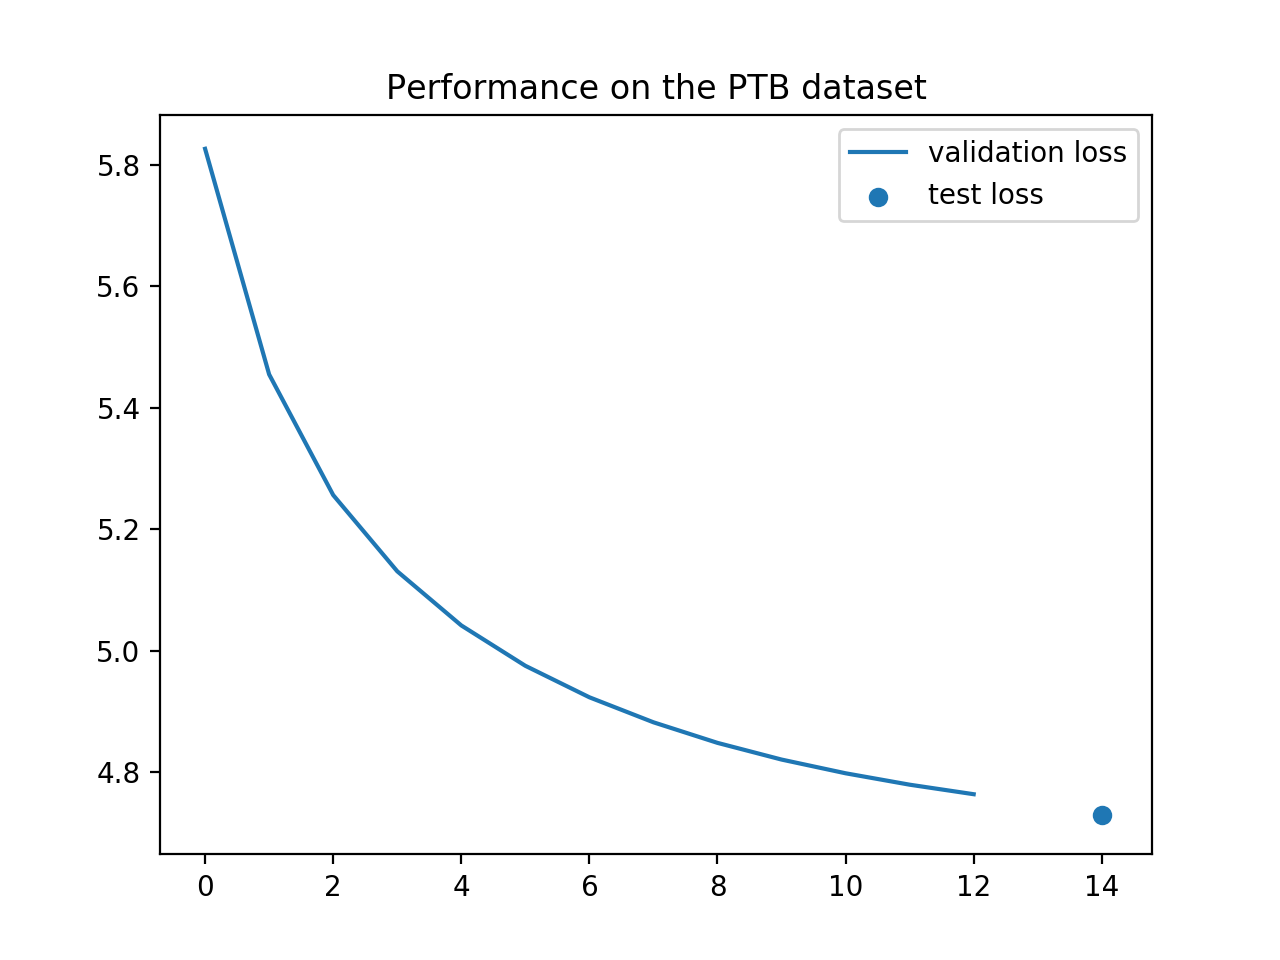 Performance on the PTB dataset
validation loss
test loss
5.8
5.6
5.4
5.2
5.0
4.8
0 2 4 6 8 10 12 14